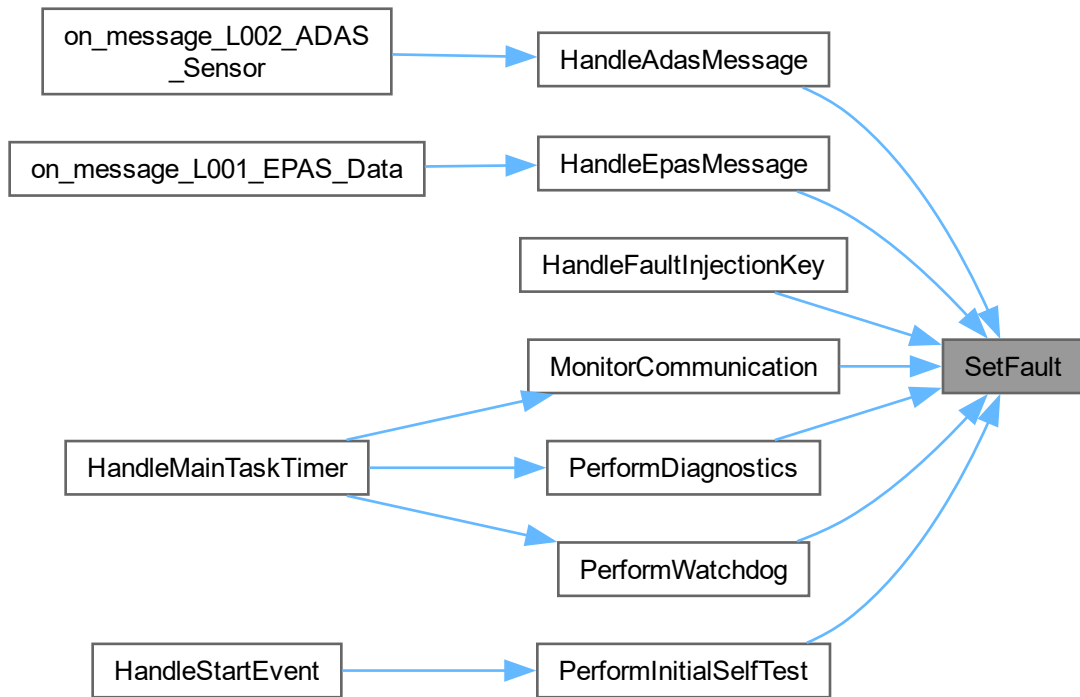 on_message_L002_ADAS
_Sensor
HandleAdasMessage
on_message_L001_EPAS_Data
HandleEpasMessage
HandleFaultInjectionKey
MonitorCommunication
SetFault
HandleMainTaskTimer
PerformDiagnostics
PerformWatchdog
HandleStartEvent
PerformInitialSelfTest